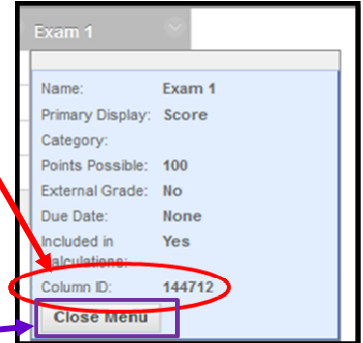 Exam 1
Name: Exam 1
Primary Display: Score
Category:
Points Possible: 100
External Grade: No
Due Date: None
Included in Yes
Calculations:
Column ID: 144712
Close Menu